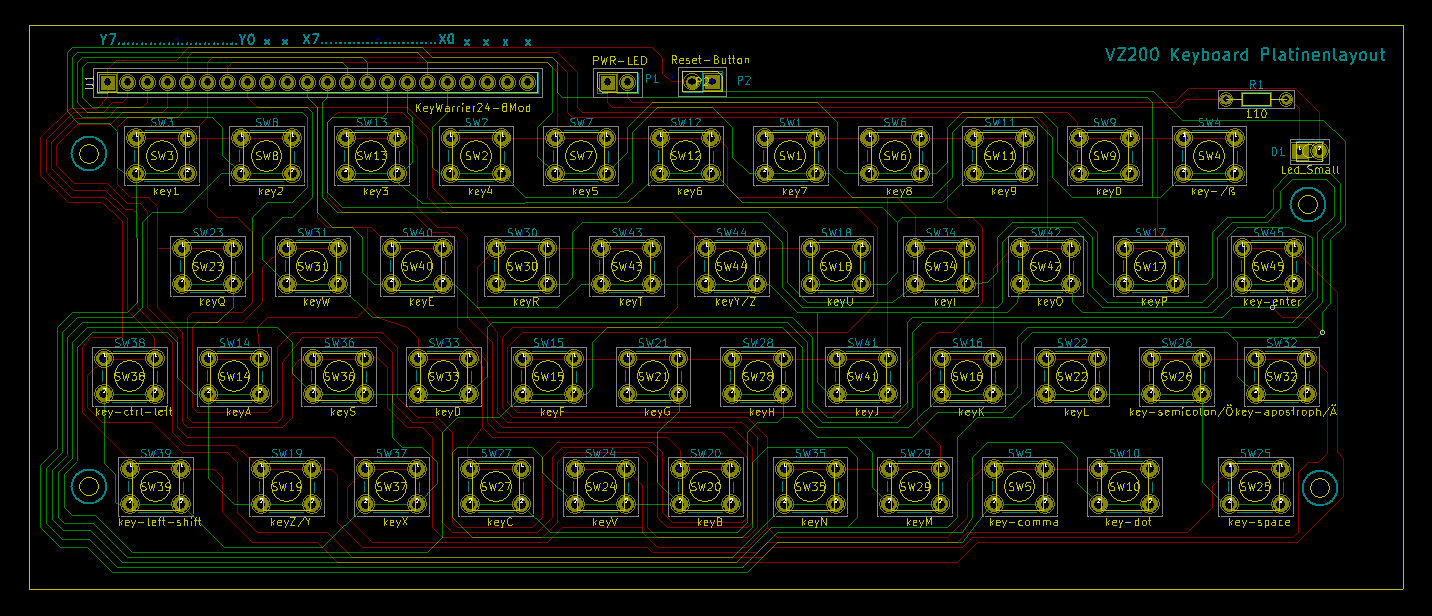 Y7......................Y0 x x X7......................X0 x x x x
VZ200 Keyboard Platinenlayout
PWR-LED Reset-Button
U1 P1 P2 R1
KeyWarrier24-8Mod 110
SW3 SW8 SW13 SW2 SW7 SW12 SW1 SW6 SW11 SW9 SW4
SW3 SW8 SW13 SW2 SW7 SW12 SW1 SW6 SW11 SW9 SW4 D1
Led_Small
key1 key2 key3 key4 key5 key6 key7 key8 key9 key0 key-/ß
SW23 SW31 SW40 SW30 SW43 SW44 SW18 SW34 SW42 SW17 SW45
SW23 SW31 SW40 SW30 SW43 SW44 SW18 SW34 SW42 SW17 SW45
keyQ keyW keyE keyR keyT keyY/Z keyU keyI keyO keyP key-enter
SW38 SW14 SW36 SW33 SW15 SW21 SW28 SW41 SW16 SW22 SW26 SW32
SW38 SW14 SW36 SW33 SW15 SW21 SW28 SW41 SW16 SW22 SW26 SW32
key-ctrl-left keyA keyS keyD keyF keyG keyH keyJ keyK keyL key-semicolon/Ö key-apostroph/Ä
SW39 SW19 SW37 SW27 SW24 SW20 SW35 SW29 SW5 SW10 SW25
SW39 SW19 SW37 SW27 SW24 SW20 SW35 SW29 SW5 SW10 SW25
key-left-shift keyZ/Y keyX keyC keyV keyB keyN keyM key-comma key-dot key-space